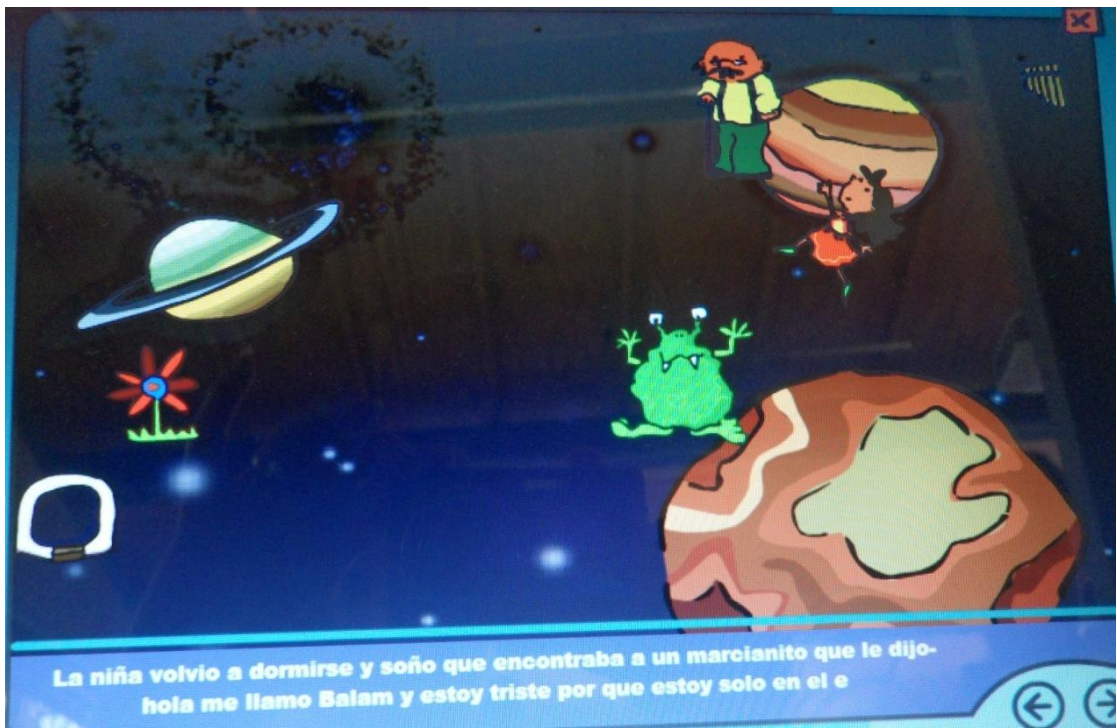 La niña volvio a dormirse y soño que encontraba a un marcianito que le dijo-
hola me llamo Balam y estoy triste por que estoy solo en el e